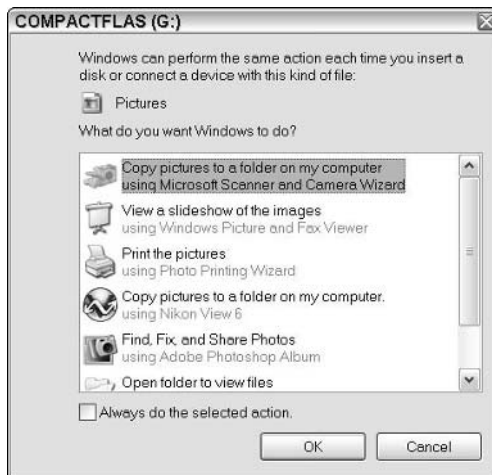 COMPACTFLAS (G:)
Windows can perform the same action each time you insert a
disk or connect a device with this kind of file:
Pictures
What do you want Windows to do?
Copy pictures to a folder on my computer
using Microsoft Scanner and Camera Wizard
View a slideshow of the images
using Windows Picture and Fax Viewer
Print the pictures
using Photo Printing Wizard
Copy pictures to a folder on my computer.
using Nikon View 6
Find, Fix, and Share Photos
using Adobe Photoshop Album
Open folder to view files
Always do the selected action.
OK
Cancel